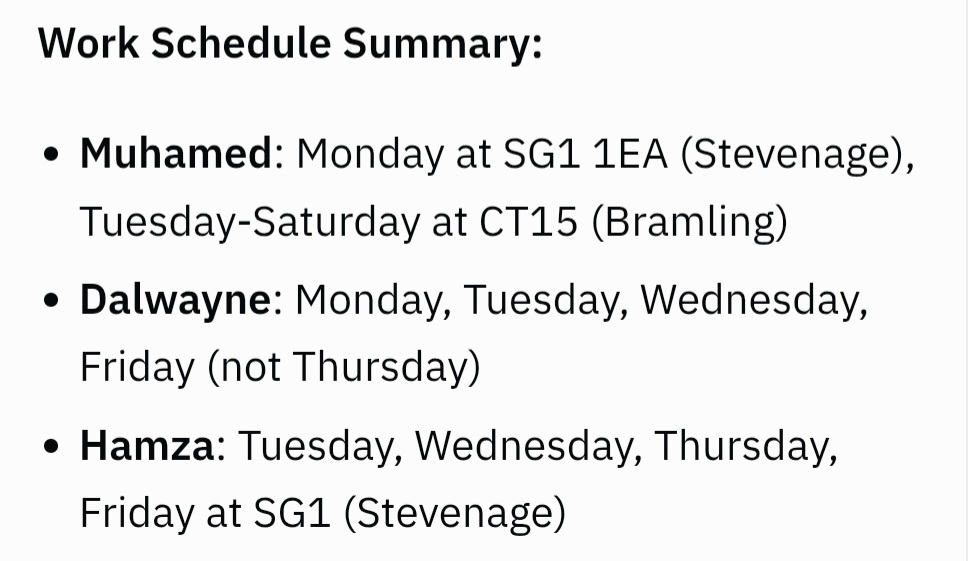 Work Schedule Summary:
• Muhamed: Monday at SG1 1EA (Stevenage),
Tuesday-Saturday at CT15 (Bramling)
• Dalwayne: Monday, Tuesday, Wednesday,
Friday (not Thursday)
• Hamza: Tuesday, Wednesday, Thursday,
Friday at SG1 (Stevenage)